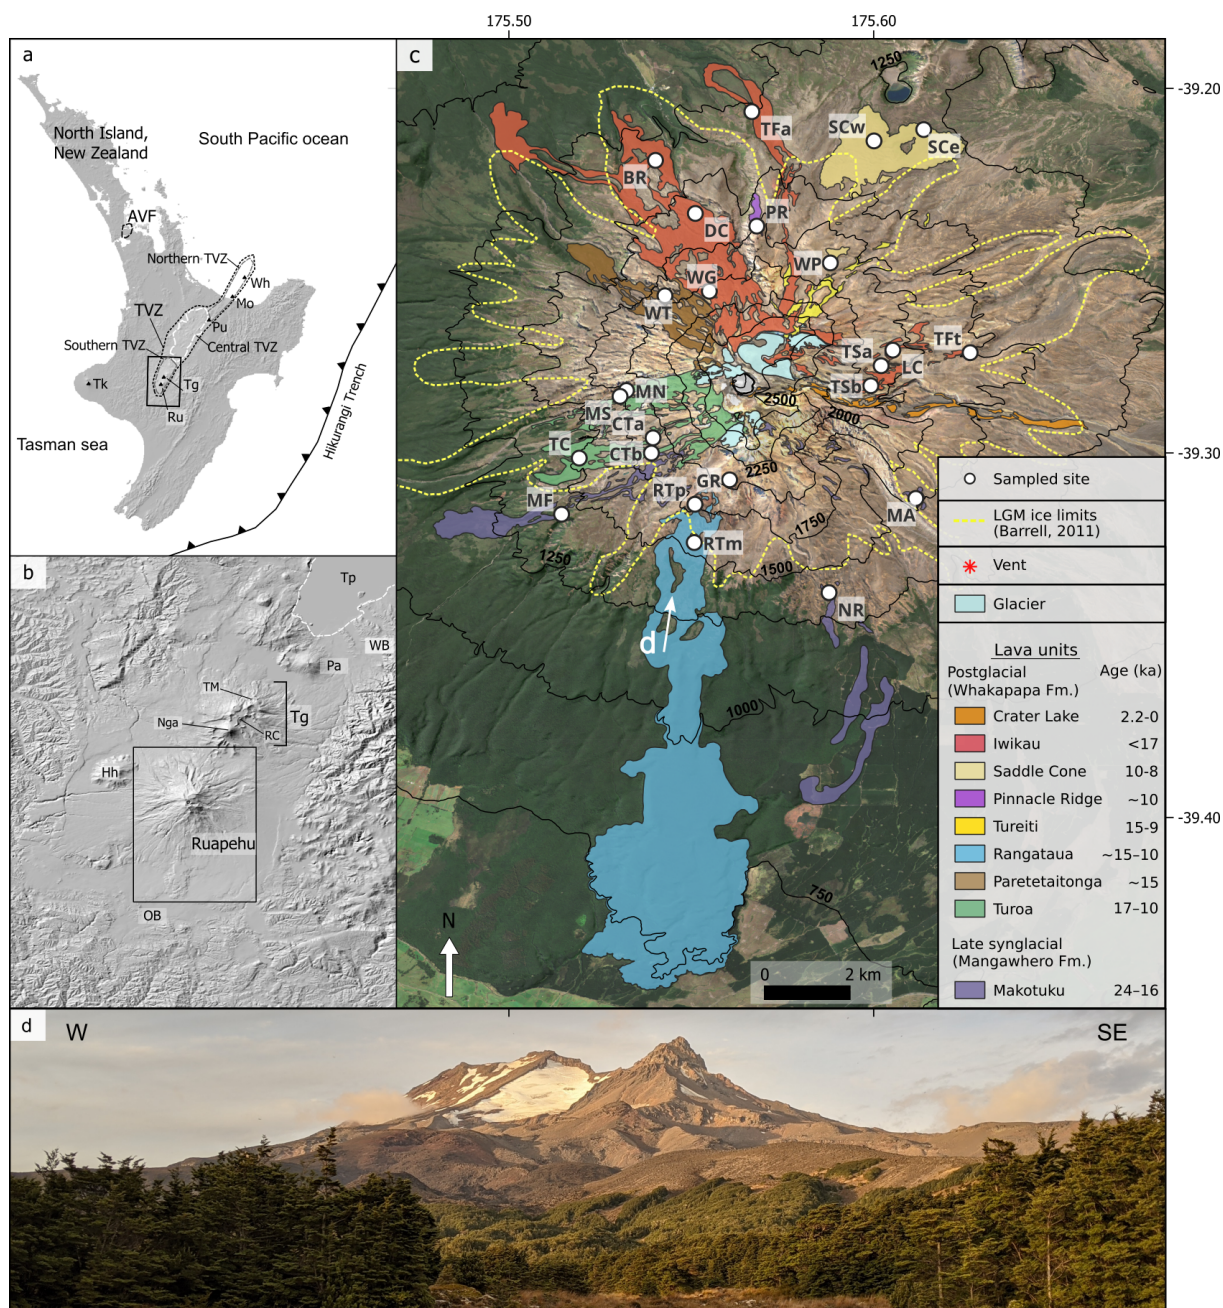 175.50
175.60
a
North Island,
New Zealand
South Pacific ocean
AVF
Northern TVZ
Wh
Mo
TVZ
Pu
Southern TVZ
Central TVZ
Tk
Tg
Ru
Tasman sea
Hikurangi Trench
b
Tp
WB
Pa
TM
Tg
Nga
RC
Hh
Ruapehu
OB
c
1250
-39.20
TFa
SCw
SCe
BR
PR
DC
WP
WG
WT
TSa
TFt
LC
TSb
MN
2500
2000
MS
CTa
TC
CTb
-39.30
GR
2250
MF
RTp
MA
1750
RTm
1250
1500
NR
d
1000
-39.40
750
N
0
2 km
Sampled site
LGM ice limits
(Barrell, 2011)
Vent
Glacier
Lava units
Postglacial
(Whakapapa Fm.)
Age (ka)
Crater Lake 2.2-0
Iwikau <17
Saddle Cone 10-8
Pinnacle Ridge ~10
Tureiti 15-9
Rangataua ~15–10
Paretetaitonga ~15
Turoa 17–10
Late synglacial
(Mangawhero Fm.)
Makotuku 24–16
d
W
SE